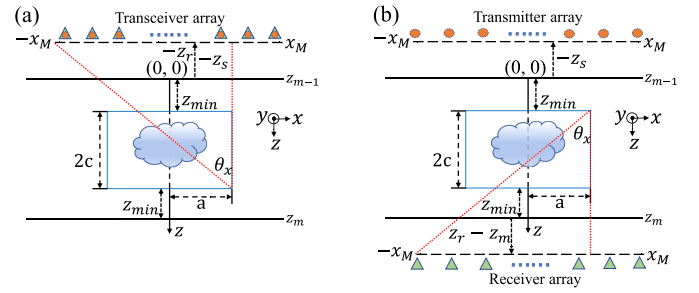 (a)
Transceiver array
−x_M
x_M
−z_r
−z_s
(0, 0)
z_{m−1}
z_{min}
y
x
z
2c
θ_x
z_{min}
a
z_m
z
(b)
Transmitter array
−x_M
x_M
−z_s
(0, 0)
z_{m−1}
z_{min}
y
x
z
2c
θ_x
z_{min}
a
z_r − z_m
z_m
z
−x_M
x_M
Receiver array